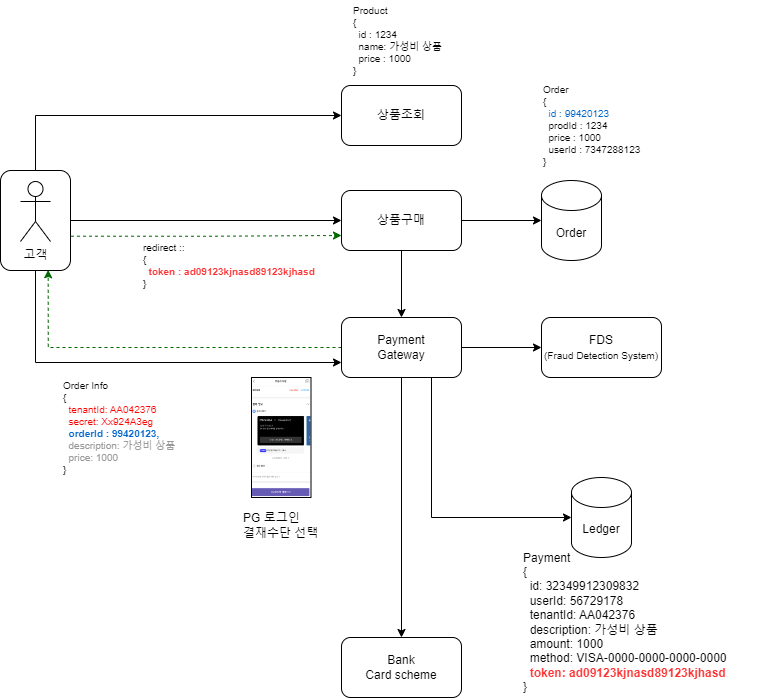 Product
{
id : 1234
name: 가성비 상품
price : 1000
}
상품조회
Order
{
id : 99420123
prodId : 1234
price : 1000
userId : 7347288123
}
고객
상품구매
Order
redirect ::
{
token : ad09123kjnasd89123kjhasd
}
Payment
Gateway
FDS
(Fraud Detection System)
Order Info
{
tenantId: AA042376
secret: Xx924A3eg
orderId : 99420123,
description: 가성비 상품
price: 1000
}
PG 로그인
결재수단 선택
Ledger
Payment
{
id: 32349912309832
userId: 56729178
tenantId: AA042376
description: 가성비 상품
amount: 1000
method: VISA-0000-0000-0000-0000
token: ad09123kjnasd89123kjhasd
}
Bank
Card scheme